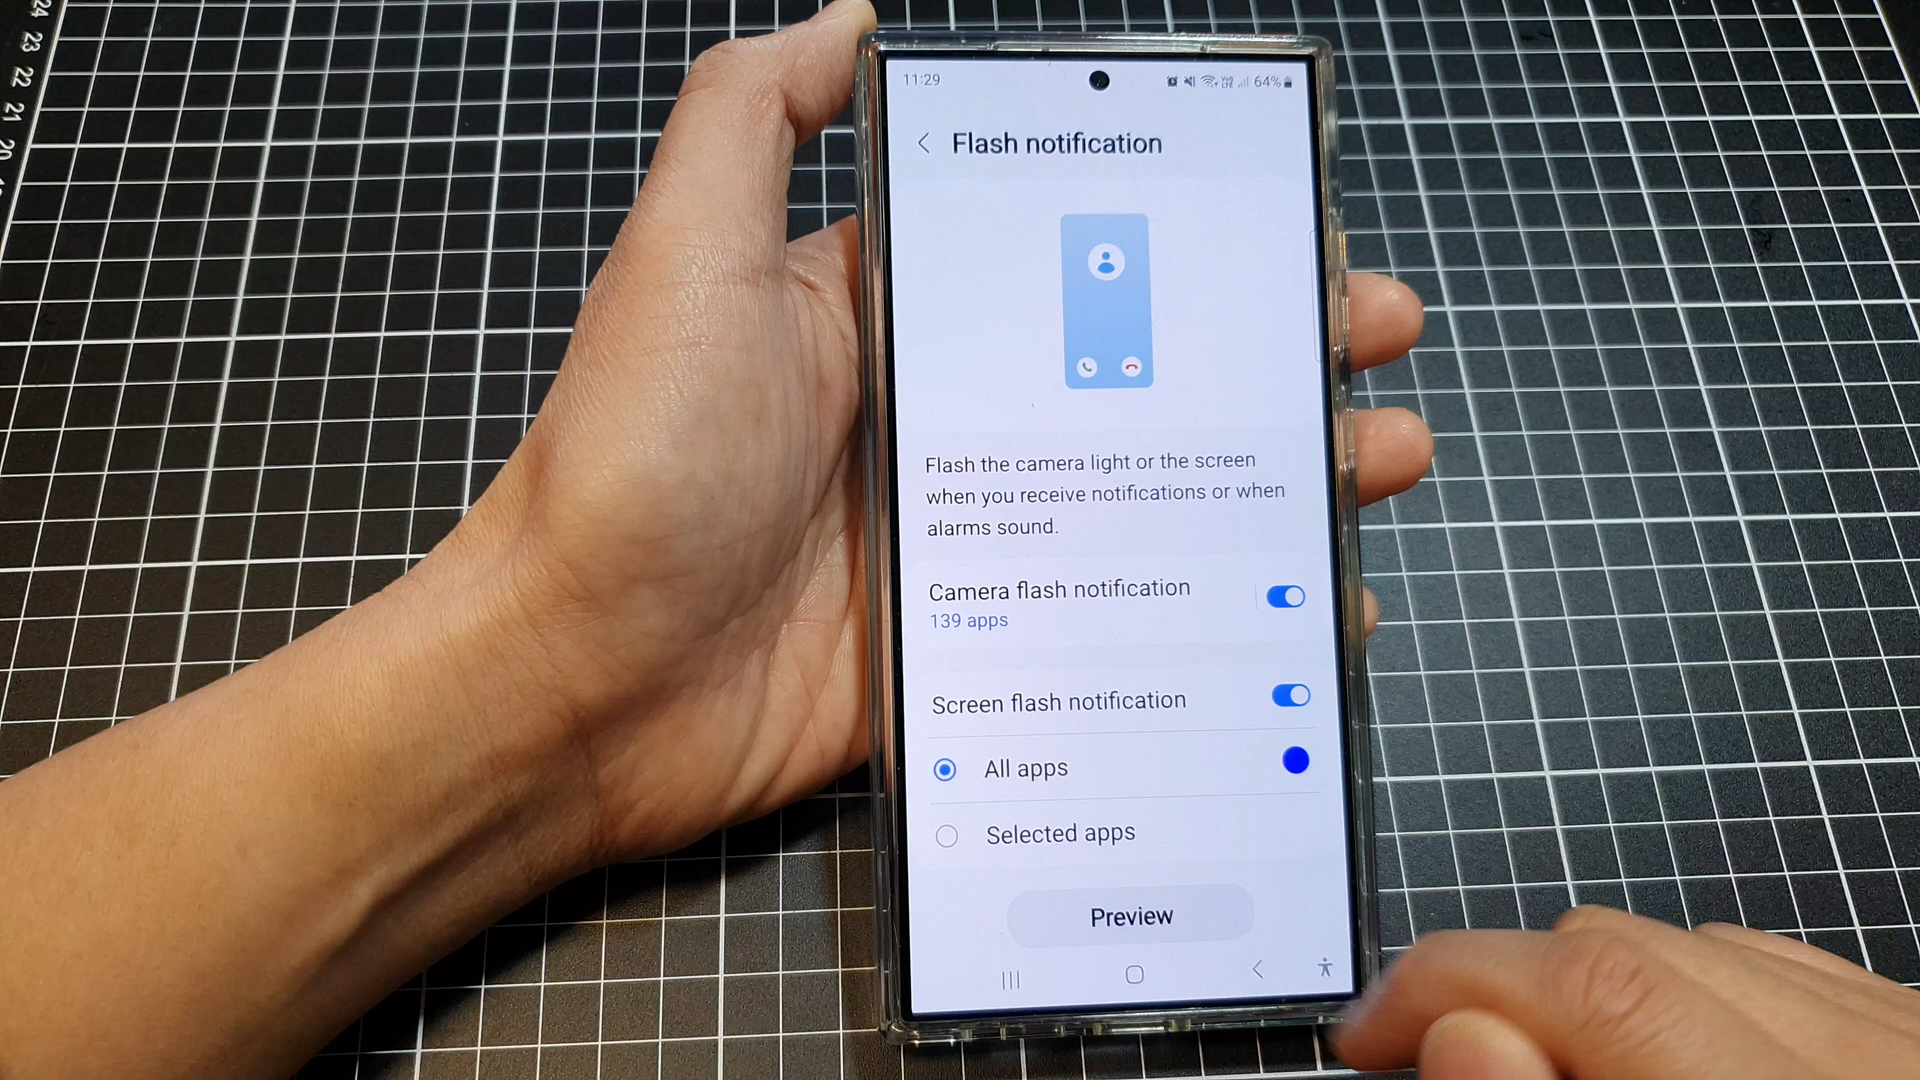 24
23
22
21
20
11:29
64%
Flash notification
Flash the camera light or the screen
when you receive notifications or when
alarms sound.
Camera flash notification
139 apps
Screen flash notification
All apps
Selected apps
Preview